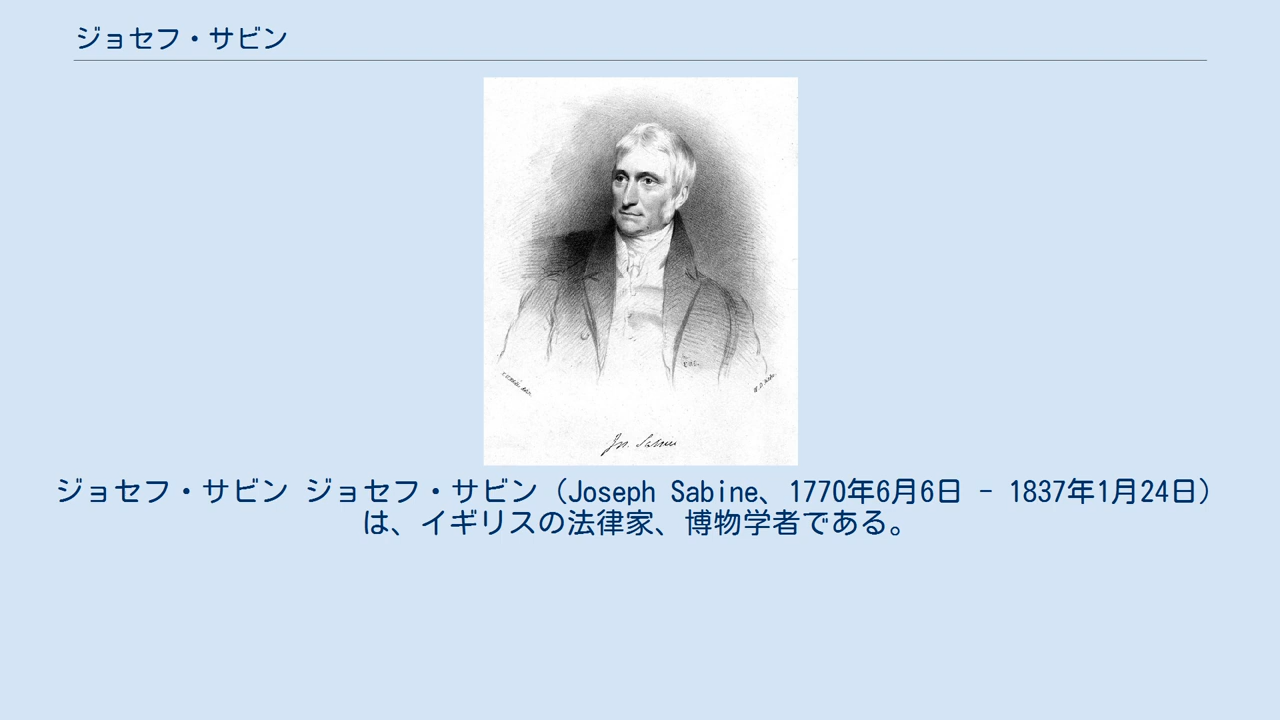 ジョセフ・サビン
Jos. Sabine
ジョセフ・サビン ジョセフ・サビン（Joseph Sabine、1770年6月6日 - 1837年1月24日）
は、イギリスの法律家、博物学者である。